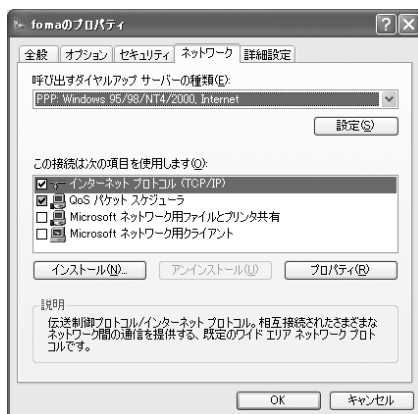 fomaのプロパティ
全般 オプション セキュリティ ネットワーク 詳細設定
呼び出すダイヤルアップ サーバーの種類(E):
PPP: Windows 95/98/NT4/2000, Internet
設定(S)
この接続は次の項目を使用します(O):
インターネット プロトコル (TCP/IP)
QoS パケット スケジューラ
Microsoft ネットワーク用ファイルとプリンタ共有
Microsoft ネットワーク用クライアント
インストール(N)... アンインストール(U) プロパティ(R)
説明
伝送制御プロトコル/インターネット プロトコル。相互接続されたさまざまな
ネットワーク間の通信を提供する、既定のワイド エリア ネットワーク プロト
コルです。
OK キャンセル